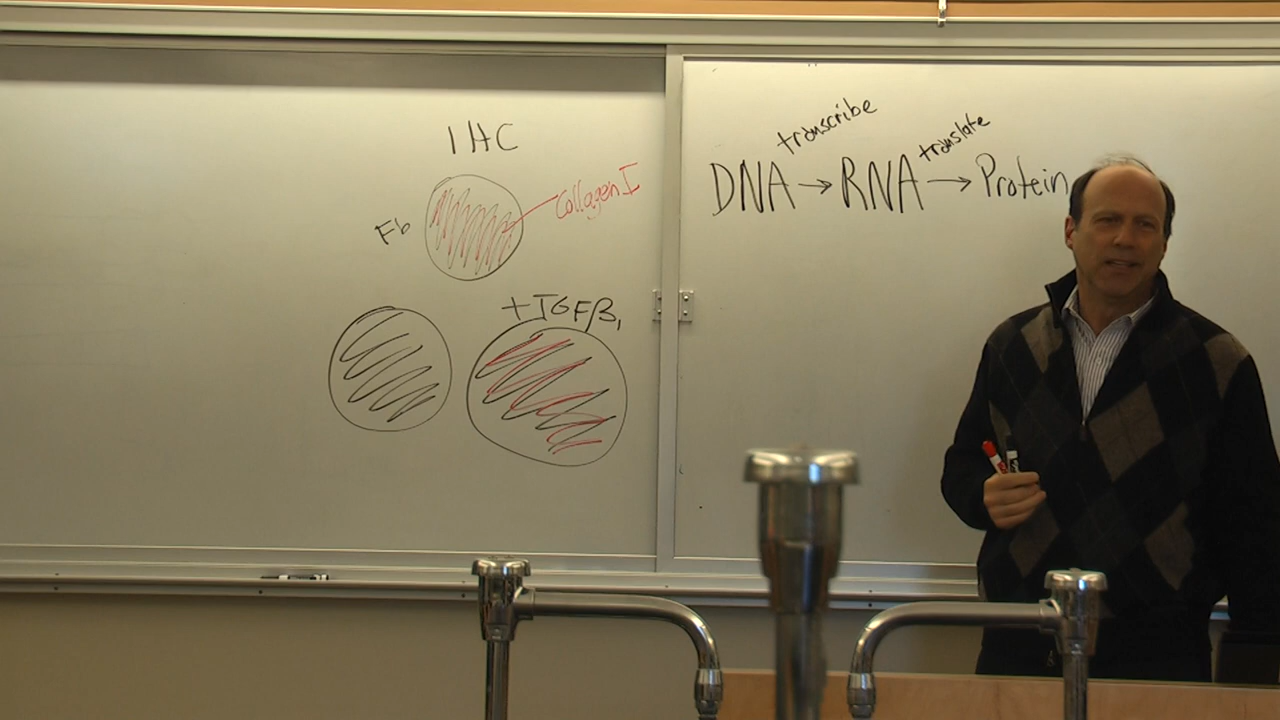 IHC
Fb
Collagen I
+TGFβ1
transcribe
translate
DNA → RNA → Protein